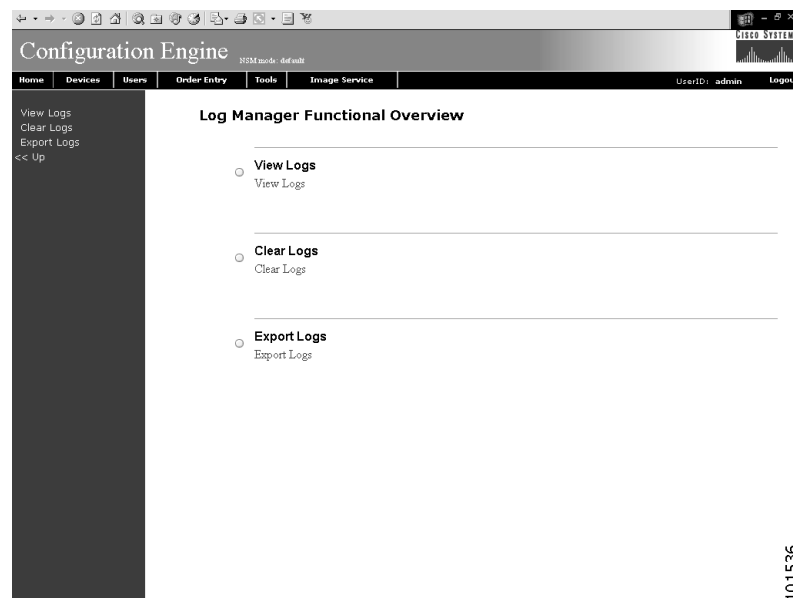 CISCO SYSTEM
Configuration Engine NSM mode: default
Home Devices Users Order Entry Tools Image Service UserID: admin Logou
View Logs
Clear Logs
Export Logs
<< Up
Log Manager Functional Overview
View Logs
View Logs
Clear Logs
Clear Logs
Export Logs
Export Logs
101536